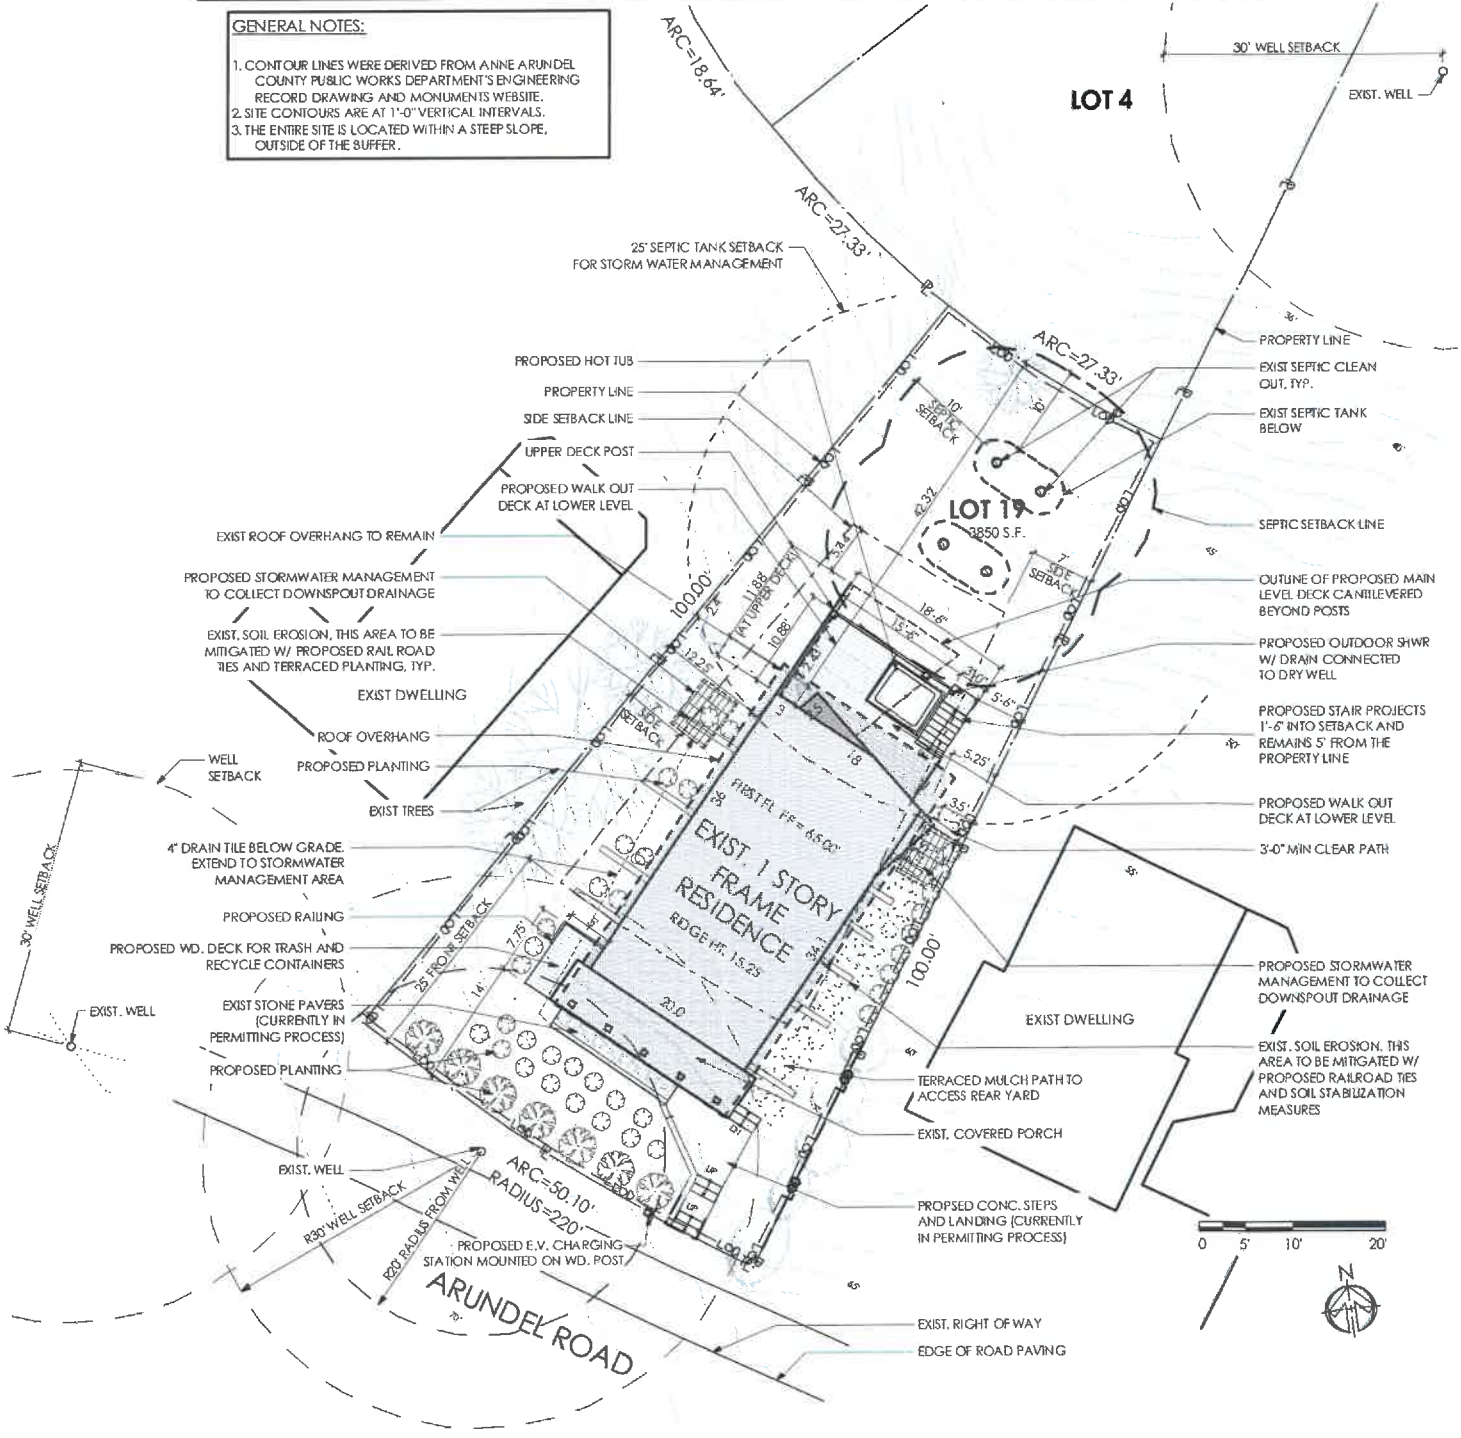 GENERAL NOTES:
1. CONTOUR LINES WERE DERIVED FROM ANNE ARUNDEL
COUNTY PUBLIC WORKS DEPARTMENT'S ENGINEERING
RECORD DRAWING AND MONUMENTS WEBSITE.
2. SITE CONTOURS ARE AT 1'-0" VERTICAL INTERVALS.
3. THE ENTIRE SITE IS LOCATED WITHIN A STEEP SLOPE,
OUTSIDE OF THE BUFFER.
ARC=18.64'
LOT 4
30' WELL SETBACK
EXIST. WELL
ARC=27.33'
25' SEPTIC TANK SETBACK
FOR STORM WATER MANAGEMENT
PROPOSED HOT TUB
PROPERTY LINE
SIDE SETBACK LINE
UPPER DECK POST
PROPOSED WALK OUT
DECK AT LOWER LEVEL
EXIST ROOF OVERHANG TO REMAIN
PROPOSED STORMWATER MANAGEMENT
TO COLLECT DOWNSPOUT DRAINAGE
EXIST. SOIL EROSION, THIS AREA TO BE
MITIGATED W/ PROPOSED RAIL ROAD
TIES AND TERRACED PLANTING, TYP.
EXIST DWELLING
ROOF OVERHANG
PROPOSED PLANTING
EXIST TREES
WELL
SETBACK
30' WELL SETBACK
EXIST. WELL
4" DRAIN TILE BELOW GRADE.
EXTEND TO STORMWATER
MANAGEMENT AREA
PROPOSED RAILING
PROPOSED WD. DECK FOR TRASH AND
RECYCLE CONTAINERS
EXIST STONE PAVERS
(CURRENTLY IN
PERMITTING PROCESS)
PROPOSED PLANTING
EXIST. WELL
R30' WELL SETBACK
R20' RADIUS FROM WELL
PROPOSED E.V. CHARGING
STATION MOUNTED ON WD. POST
ARC=50.10'
RADIUS=220'
ARUNDEL ROAD
70'
ARC=27.33'
10'
SEPTIC
SETBACK
42.32'
LOT 19
3850 S.F.
7'
SIDE
SETBACK
100.00'
11.88'
(AT UPPER DECK)
10.88'
12.25'
SIDE
SETBACK
18'-6"
15'-6"
5'-6"
5.25'
18
FIRST FL FF = 65.00'
EXIST. 1 STORY
FRAME
RESIDENCE
RIDGE HT. 15.25
20.0
34.1
25' FRONT SETBACK
7.75'
14'
100.00'
UP
UP
36'
PROPERTY LINE
EXIST SEPTIC CLEAN
OUT, TYP.
EXIST SEPTIC TANK
BELOW
SEPTIC SETBACK LINE
45'
OUTLINE OF PROPOSED MAIN
LEVEL DECK CANTILEVERED
BEYOND POSTS
PROPOSED OUTDOOR SHWR
W/ DRAIN CONNECTED
TO DRY WELL
PROPOSED STAIR PROJECTS
1'-6" INTO SETBACK AND
REMAINS 5' FROM THE
PROPERTY LINE
50'
PROPOSED WALK OUT
DECK AT LOWER LEVEL
3'-0" MIN CLEAR PATH
55'
EXIST DWELLING
60'
PROPOSED STORMWATER
MANAGEMENT TO COLLECT
DOWNSPOUT DRAINAGE
EXIST. SOIL EROSION, THIS
AREA TO BE MITIGATED W/
PROPOSED RAILROAD TIES
AND SOIL STABILIZATION
MEASURES
TERRACED MULCH PATH TO
ACCESS REAR YARD
EXIST. COVERED PORCH
PROPSED CONC. STEPS
AND LANDING (CURRENTLY
IN PERMITTING PROCESS)
65'
EXIST. RIGHT OF WAY
EDGE OF ROAD PAVING
0 5' 10' 20'
N